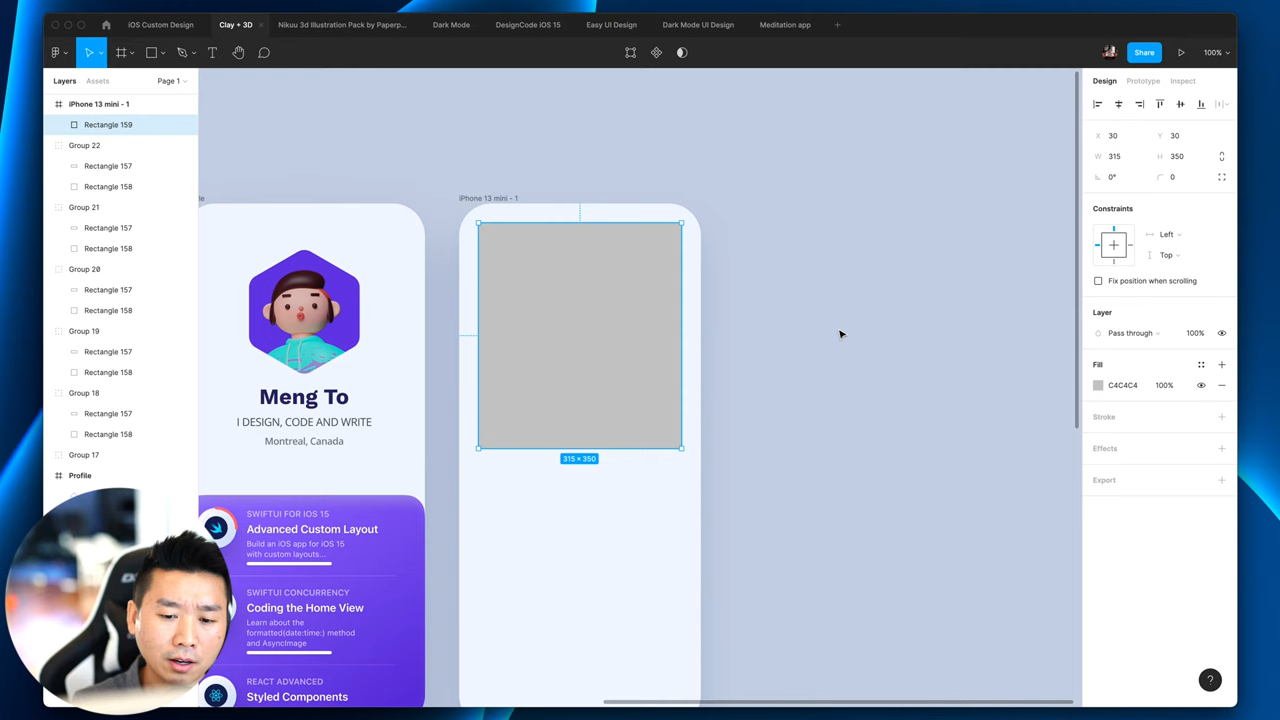 iOS Custom Design
Clay + 3D
Nikuu 3d Illustration Pack by Paperp...
Dark Mode
DesignCode iOS 15
Easy UI Design
Dark Mode UI Design
Meditation app
Share
100%
Layers
Assets
Page 1
iPhone 13 mini - 1
Rectangle 159
Group 22
Rectangle 157
Rectangle 158
Group 21
Rectangle 157
Rectangle 158
Group 20
Rectangle 157
Rectangle 158
Group 19
Rectangle 157
Rectangle 158
Group 18
Rectangle 157
Rectangle 158
Group 17
Profile
iPhone 13 mini - 1
315 × 350
Meng To
I DESIGN, CODE AND WRITE
Montreal, Canada
SWIFTUI FOR IOS 15
Advanced Custom Layout
Build an iOS app for iOS 15
with custom layouts...
SWIFTUI CONCURRENCY
Coding the Home View
Learn about the
formatted(date:time:) method
and AsyncImage
REACT ADVANCED
Styled Components
Design
Prototype
Inspect
X 30
Y 30
W 315
H 350
0°
0
Constraints
Left
Top
Fix position when scrolling
Layer
Pass through
100%
Fill
C4C4C4
100%
Stroke
Effects
Export
?